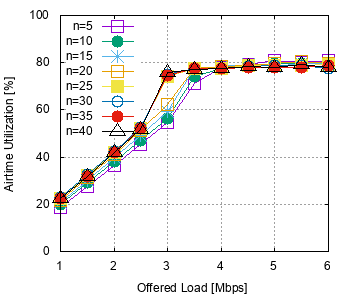 100
80
60
40
20
0
Airtime Utilization [%]
n=5
n=10
n=15
n=20
n=25
n=30
n=35
n=40
1 2 3 4 5 6
Offered Load [Mbps]